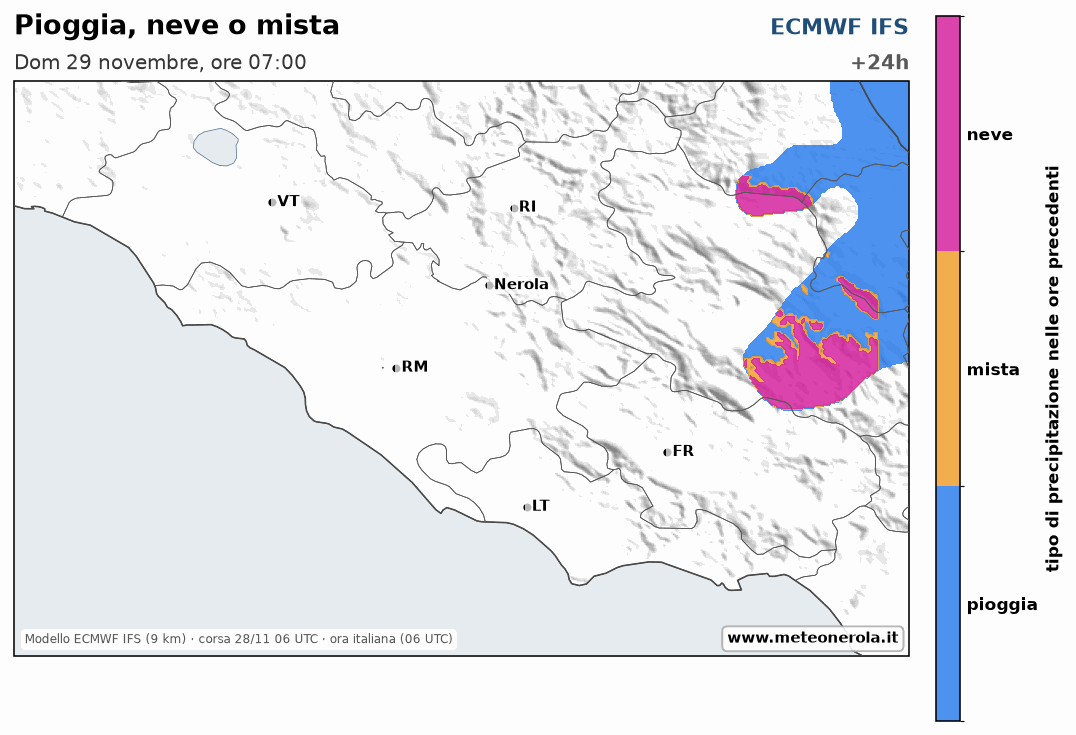 Pioggia, neve o mista
ECMWF IFS
Dom 29 novembre, ore 07:00
+24h
neve
mista
pioggia
tipo di precipitazione nelle ore precedenti
VT
RI
Nerola
RM
FR
LT
Modello ECMWF IFS (9 km) · corsa 28/11 06 UTC · ora italiana (06 UTC)
www.meteonerola.it